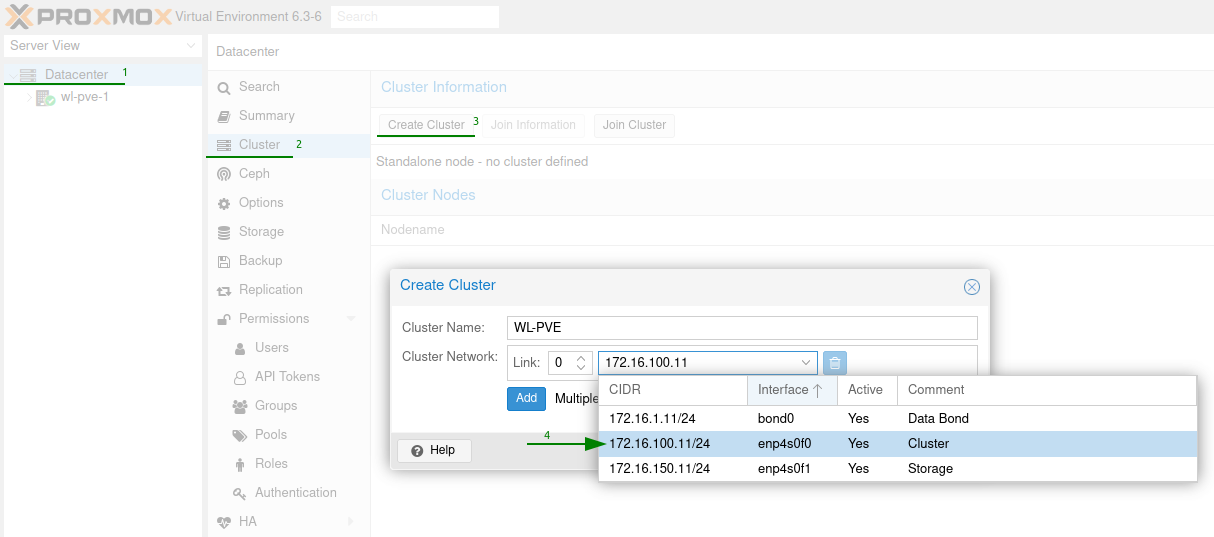 PROXMOX Virtual Environment 6.3-6 Search
Server View
Datacenter 1
wl-pve-1
Datacenter
Search
Summary
Cluster 2
Ceph
Options
Storage
Backup
Replication
Permissions
Users
API Tokens
Groups
Pools
Roles
Authentication
HA
Cluster Information
Create Cluster 3 Join Information Join Cluster
Standalone node - no cluster defined
Cluster Nodes
Nodename
Create Cluster
Cluster Name: WL-PVE
Cluster Network: Link: 0 172.16.100.11
Add Multiple
Help
4
CIDR Interface Active Comment
172.16.1.11/24 bond0 Yes Data Bond
172.16.100.11/24 enp4s0f0 Yes Cluster
172.16.150.11/24 enp4s0f1 Yes Storage